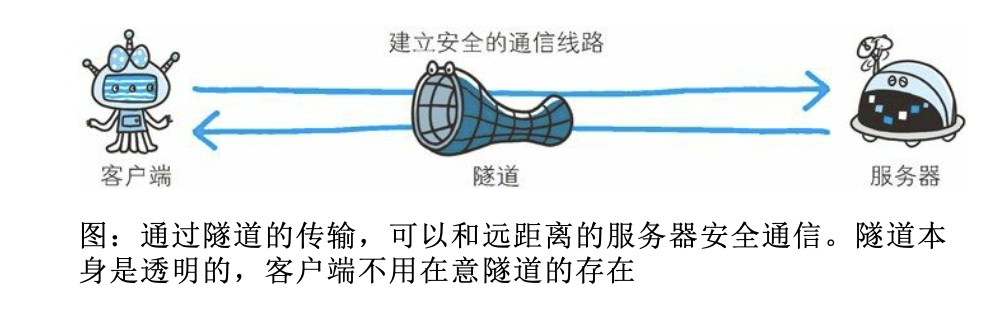 建立安全的通信线路
客户端
隧道
服务器
图：通过隧道的传输，可以和远距离的服务器安全通信。隧道本
身是透明的，客户端不用在意隧道的存在